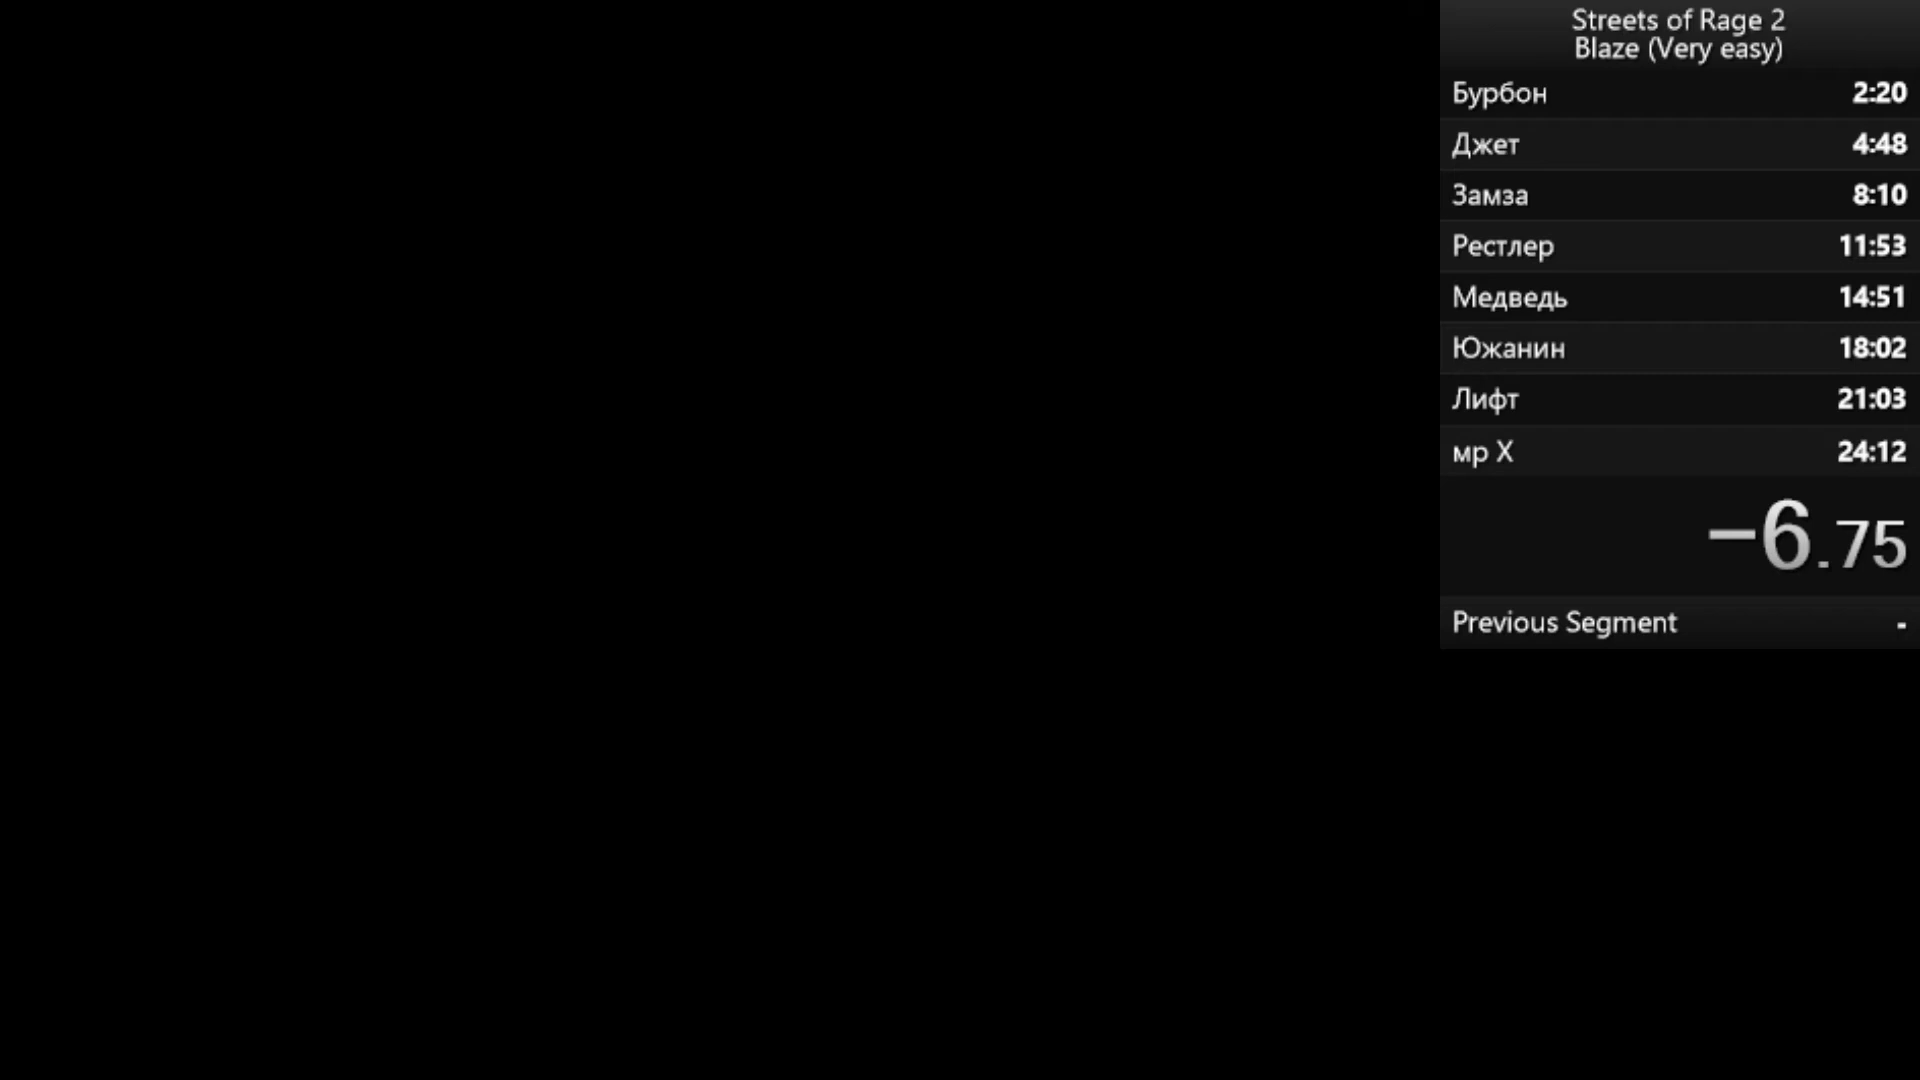 Streets of Rage 2
Blaze (Very easy)
Бурбон 2:20
Джет 4:48
Замза 8:10
Рестлер 11:53
Медведь 14:51
Южанин 18:02
Лифт 21:03
мр Х 24:12
−6.75
Previous Segment -